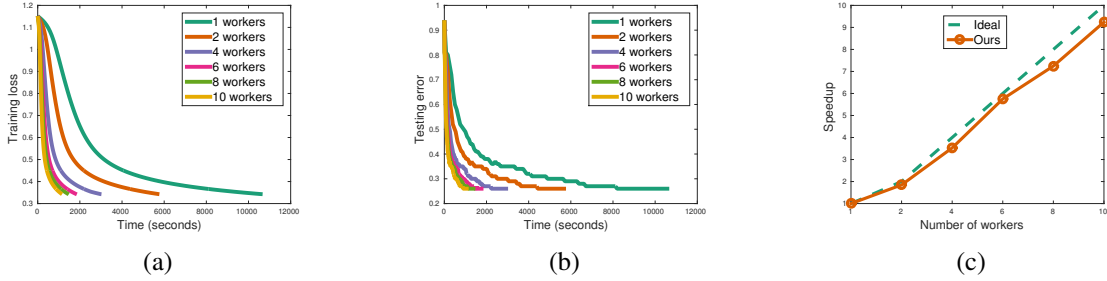 1.2
1.1
1
0.9
0.8
0.7
0.6
0.5
0.4
0.3
Training loss
0 2000 4000 6000 8000 10000 12000
Time (seconds)
1 workers
2 workers
4 workers
6 workers
8 workers
10 workers
(a)
1
0.9
0.8
0.7
0.6
0.5
0.4
0.3
0.2
Testing error
0 2000 4000 6000 8000 10000 12000
Time (seconds)
1 workers
2 workers
4 workers
6 workers
8 workers
10 workers
(b)
10
9
8
7
6
5
4
3
2
1
Speedup
1 2 4 6 8 10
Number of workers
Ideal
Ours
(c)